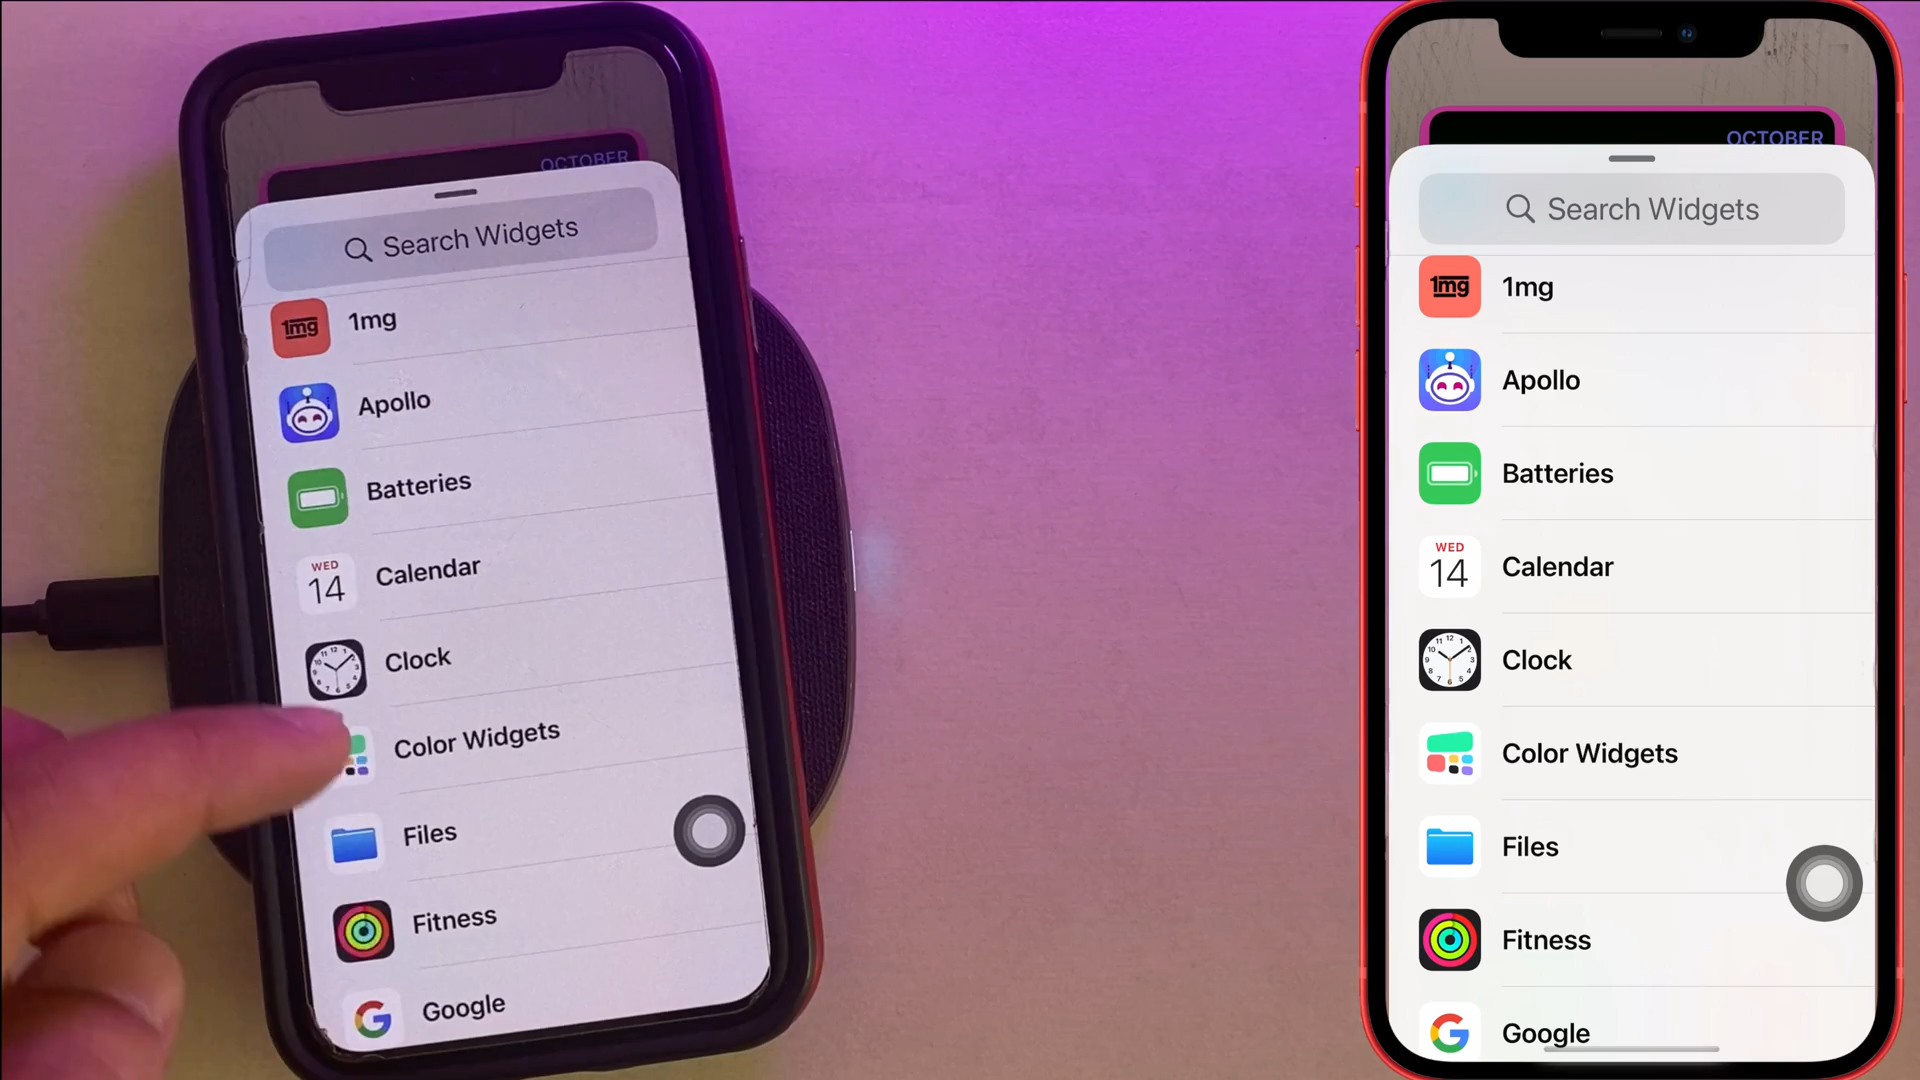 OCTOBER
Search Widgets
1mg
1mg
Apollo
Batteries
WED
14
Calendar
Clock
Color Widgets
Files
Fitness
Google
OCTOBER
Search Widgets
1mg
1mg
Apollo
Batteries
WED
14
Calendar
Clock
Color Widgets
Files
Fitness
Google